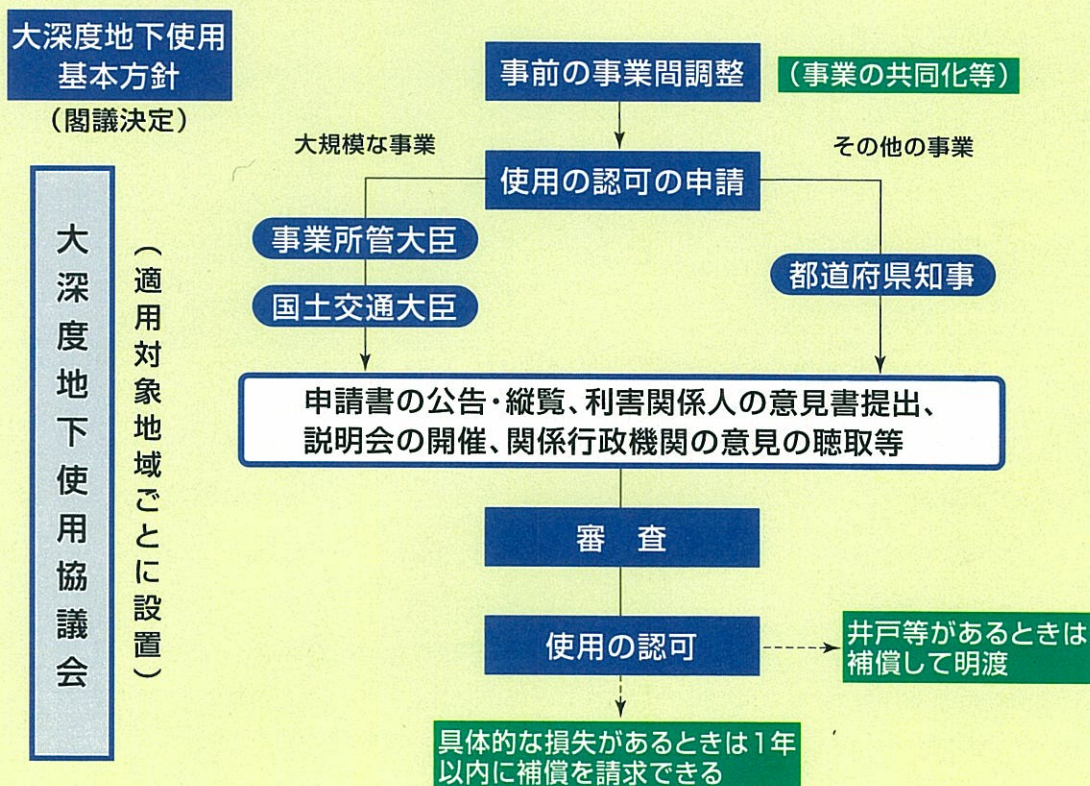 大深度地下使用
基本方針
（閣議決定）
事前の事業間調整
（事業の共同化等）
大規模な事業
その他の事業
使用の認可の申請
事業所管大臣
国土交通大臣
都道府県知事
大深度地下使用協議会
（適用対象地域ごとに設置）
申請書の公告・縦覧、利害関係人の意見書提出、
説明会の開催、関係行政機関の意見の聴取等
審　査
使用の認可
井戸等があるときは
補償して明渡
具体的な損失があるときは1年
以内に補償を請求できる